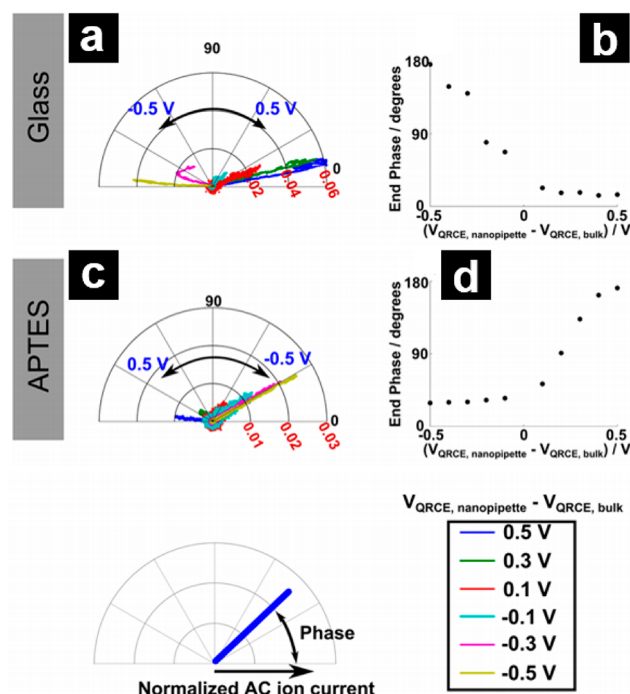 Glass
a
90
-0.5 V
0.5 V
0
0.02
0.04
0.06
b
End Phase / degrees
180
90
0
-0.5
0
0.5
(VQRCE, nanopipette - VQRCE, bulk) / V
APTES
c
90
0.5 V
-0.5 V
0
0.01
0.02
0.03
d
End Phase / degrees
180
90
0
-0.5
0
0.5
(VQRCE, nanopipette - VQRCE, bulk) / V
Phase
Normalized AC ion current
VQRCE, nanopipette - VQRCE, bulk
0.5 V
0.3 V
0.1 V
-0.1 V
-0.3 V
-0.5 V